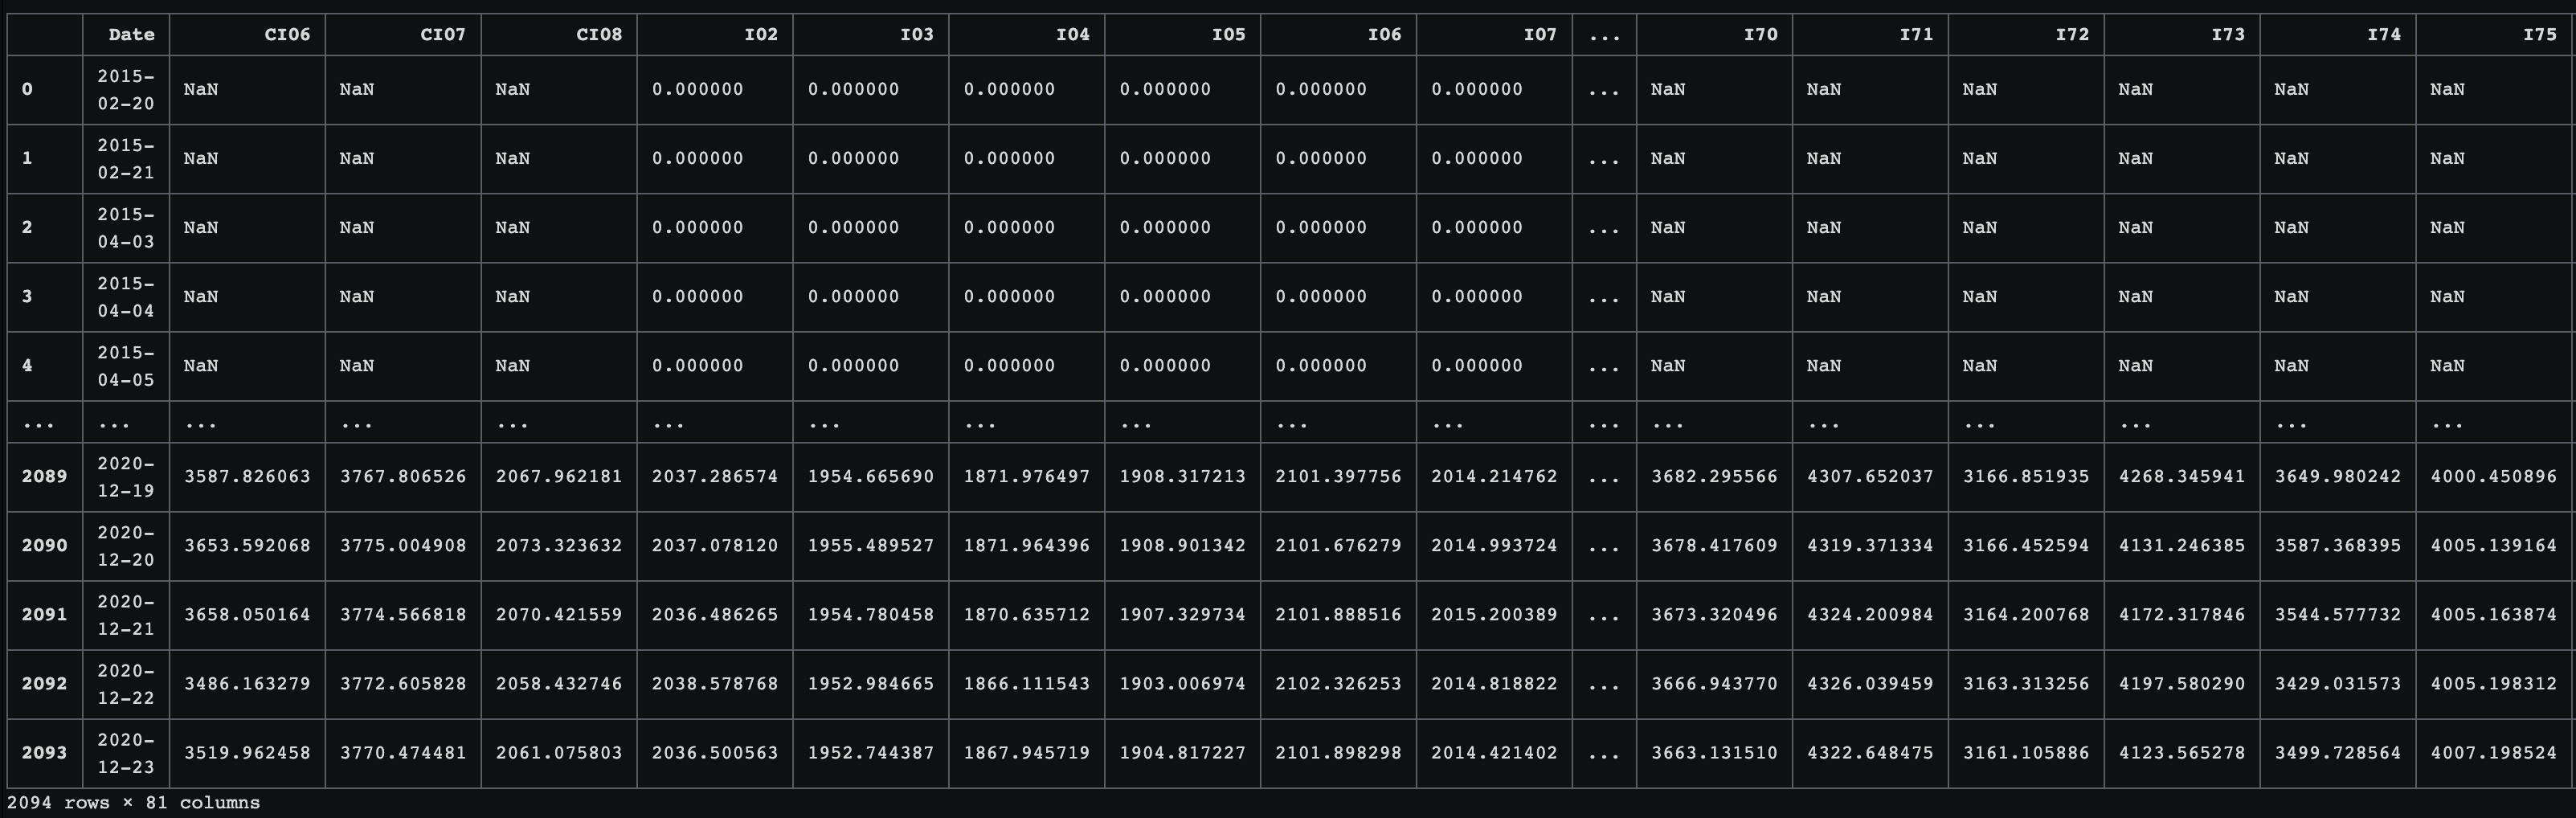 Date CI06 CI07 CI08 I02 I03 I04 I05 I06 I07 ... I70 I71 I72 I73 I74 I75
0 2015-02-20 NaN NaN NaN 0.000000 0.000000 0.000000 0.000000 0.000000 0.000000 ... NaN NaN NaN NaN NaN NaN
1 2015-02-21 NaN NaN NaN 0.000000 0.000000 0.000000 0.000000 0.000000 0.000000 ... NaN NaN NaN NaN NaN NaN
2 2015-04-03 NaN NaN NaN 0.000000 0.000000 0.000000 0.000000 0.000000 0.000000 ... NaN NaN NaN NaN NaN NaN
3 2015-04-04 NaN NaN NaN 0.000000 0.000000 0.000000 0.000000 0.000000 0.000000 ... NaN NaN NaN NaN NaN NaN
4 2015-04-05 NaN NaN NaN 0.000000 0.000000 0.000000 0.000000 0.000000 0.000000 ... NaN NaN NaN NaN NaN NaN
... ... ... ... ... ... ... ... ... ... ... ... ... ... ... ... ... ...
2089 2020-12-19 3587.826063 3767.806526 2067.962181 2037.286574 1954.665690 1871.976497 1908.317213 2101.397756 2014.214762 ... 3682.295566 4307.652037 3166.851935 4268.345941 3649.980242 4000.450896
2090 2020-12-20 3653.592068 3775.004908 2073.323632 2037.078120 1955.489527 1871.964396 1908.901342 2101.676279 2014.993724 ... 3678.417609 4319.371334 3166.452594 4131.246385 3587.368395 4005.139164
2091 2020-12-21 3658.050164 3774.566818 2070.421559 2036.486265 1954.780458 1870.635712 1907.329734 2101.888516 2015.200389 ... 3673.320496 4324.200984 3164.200768 4172.317846 3544.577732 4005.163874
2092 2020-12-22 3486.163279 3772.605828 2058.432746 2038.578768 1952.984665 1866.111543 1903.006974 2102.326253 2014.818822 ... 3666.943770 4326.039459 3163.313256 4197.580290 3429.031573 4005.198312
2093 2020-12-23 3519.962458 3770.474481 2061.075803 2036.500563 1952.744387 1867.945719 1904.817227 2101.898298 2014.421402 ... 3663.131510 4322.648475 3161.105886 4123.565278 3499.728564 4007.198524
2094 rows × 81 columns